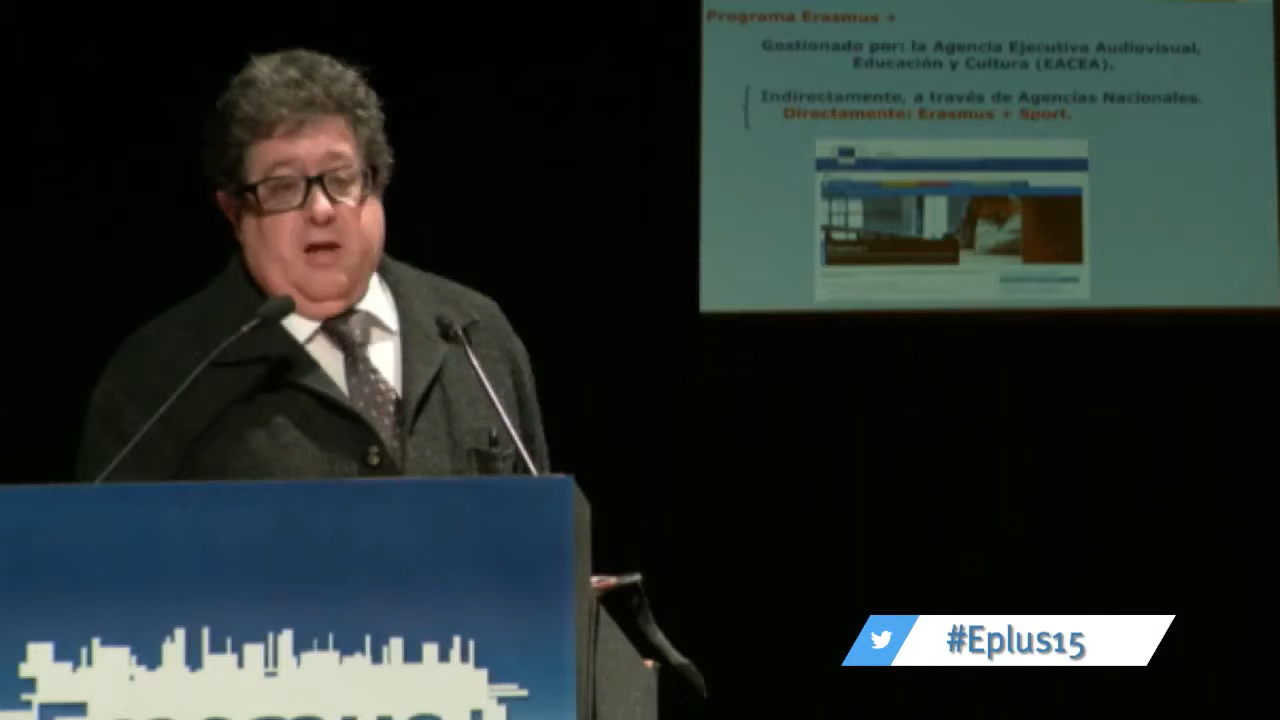 Programa Erasmus +
Gestionado por: la Agencia Ejecutiva Audiovisual,
Educación y Cultura (EACEA).
Indirectamente, a través de Agencias Nacionales.
Directamente: Erasmus + Sport.
#Eplus15
Erasmus